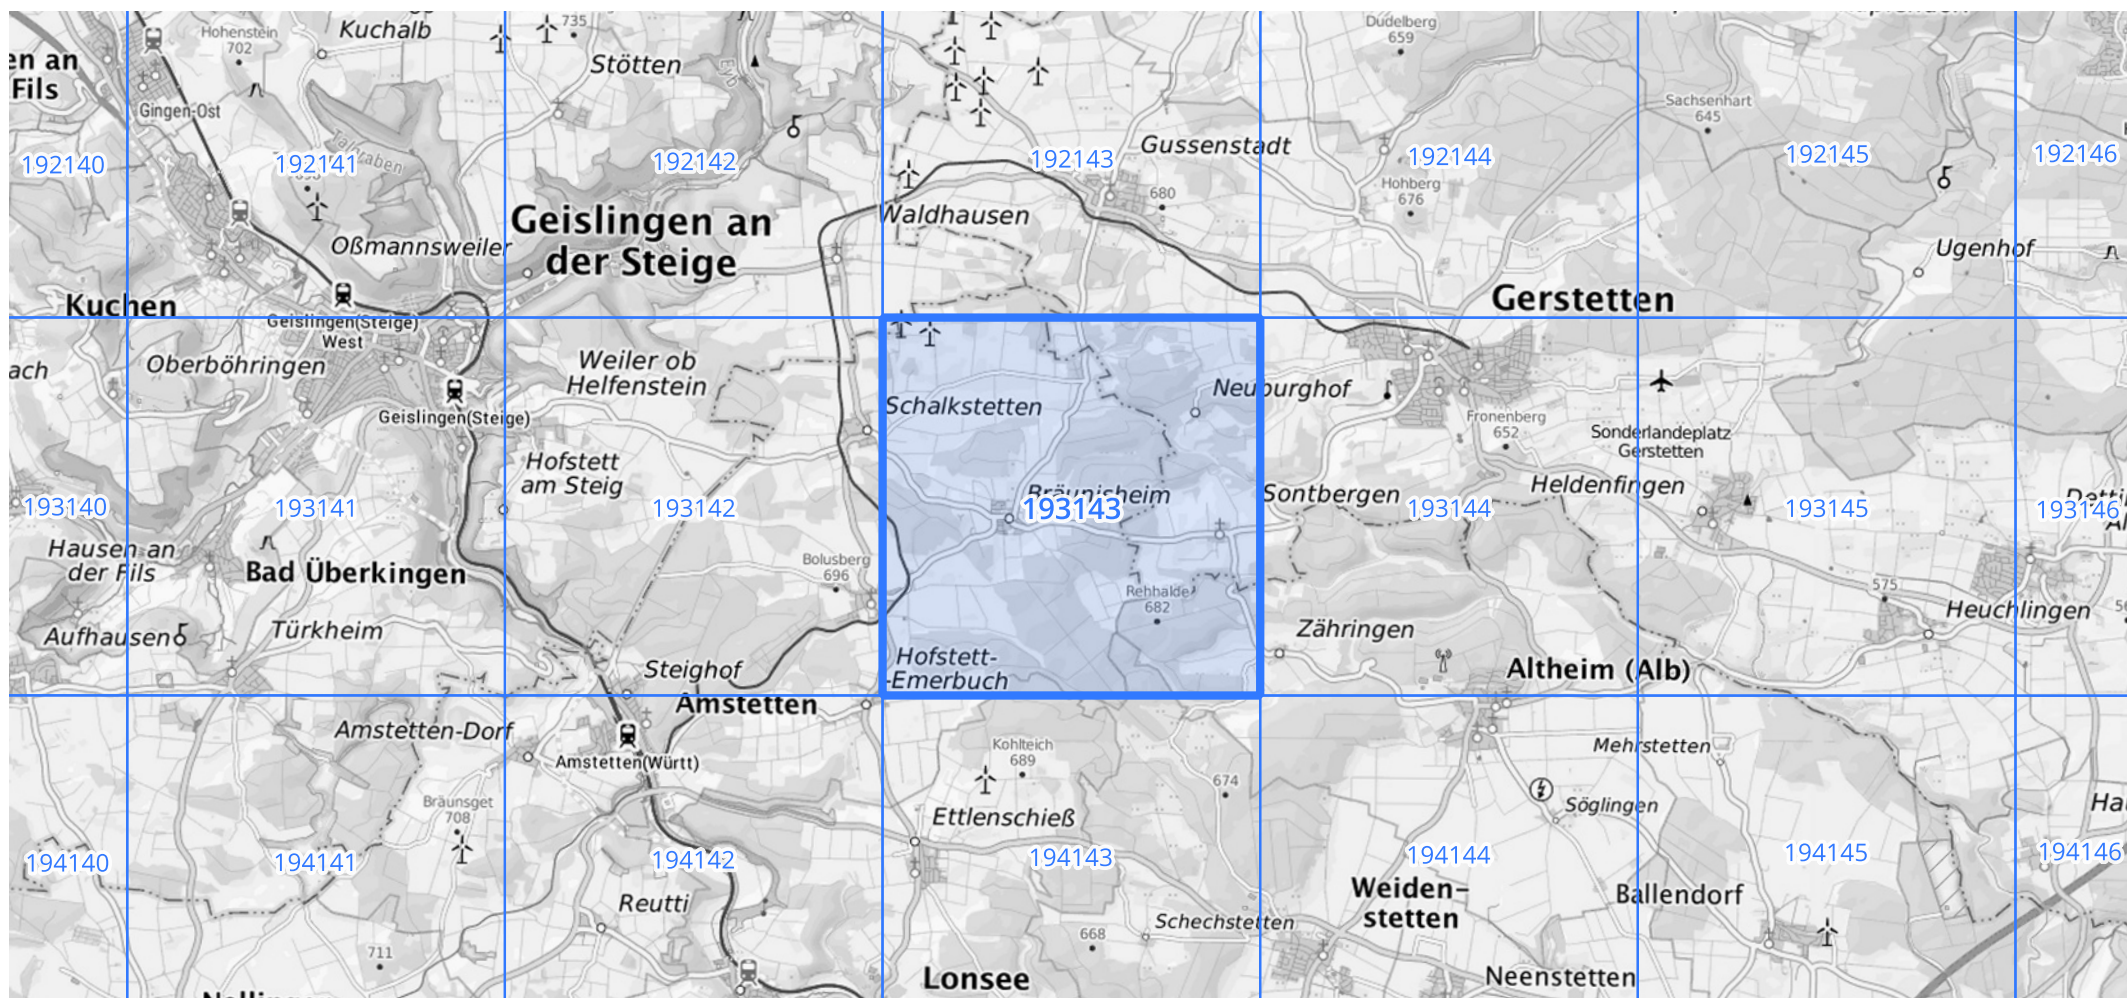 Hohenstein
702
Kuchalb
735
Stötten
Eyb
Dudelberg
659
en an
Fils
Gingen-Ost
Sachsenhart
645
Talgraben
Gussenstadt
192140
192141
192142
192143
192144
192145
192146
680
Hohberg
676
Waldhausen
Geislingen an
der Steige
Oßmannsweiler
Ugenhof
Kuchen
Gerstetten
Geislingen(Steige)
West
ach
Oberböhringen
Weiler ob
Helfenstein
Neuburghof
Schalkstetten
Geislingen(Steige)
Fronenberg
652
Sonderlandeplatz
Gerstetten
Hofstett
am Steig
Bräunisheim
Sontbergen
Heldenfingen
193140
193141
193142
193143
193144
193145
193146
Hausen an
der Fils
Bad Überkingen
Bolusberg
696
Rehhalde
682
575
Heuchlingen
Aufhausen
Türkheim
Zähringen
Steighof
Hofstett-
-Emerbuch
Altheim (Alb)
Amstetten
Amstetten-Dorf
Amstetten(Württ)
Kohlteich
689
674
Mehrstetten
Bräunsget
708
Ettlenschieß
Söglingen
194140
194141
194142
194143
194144
194145
194146
Reutti
Weiden-
stetten
Ballendorf
Schechstetten
711
668
Lonsee
Neenstetten